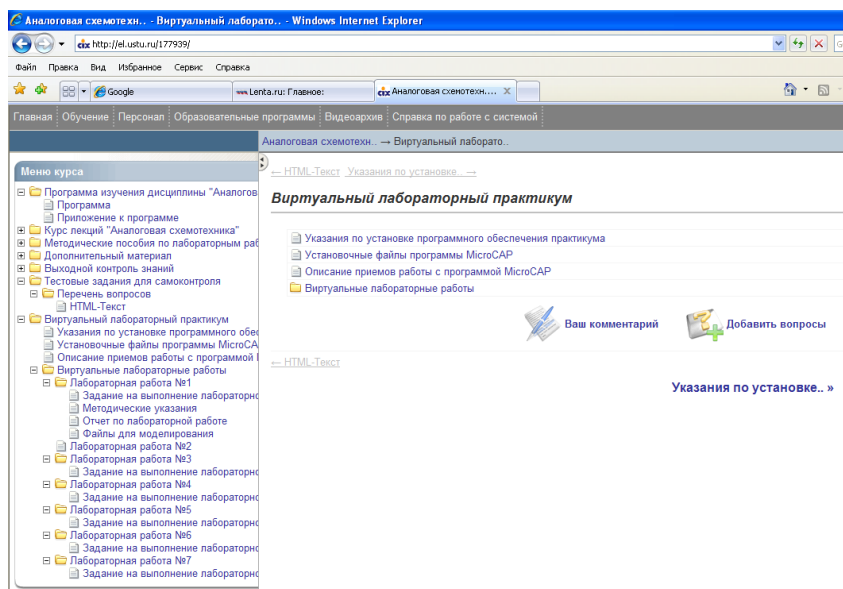 Аналоговая схемотехн.. - Виртуальный лаборато.. - Windows Internet Explorer
http://el.ustu.ru/177939/
G
Файл Правка Вид Избранное Сервис Справка
Google Lenta.ru: Главное: Аналоговая схемотехн.... X
Главная Обучение Персонал Образовательные программы Видеоархив Справка по работе с системой
Аналоговая схемотехн.. → Виртуальный лаборато..
Меню курса
Программа изучения дисциплины "Аналогов
Программа
Приложение к программе
Курс лекций "Аналоговая схемотехника"
Методические пособия по лабораторным раб
Дополнительный материал
Выходной контроль знаний
Тестовые задания для самоконтроля
Перечень вопросов
HTML-Текст
Виртуальный лабораторный практикум
Указания по установке программного обес
Установочные файлы программы MicroCA
Описание приемов работы с программой
Виртуальные лабораторные работы
Лабораторная работа №1
Задание на выполнение лабораторно
Методические указания
Отчет по лабораторной работе
Файлы для моделирования
Лабораторная работа №2
Лабораторная работа №3
Задание на выполнение лабораторно
Лабораторная работа №4
Задание на выполнение лабораторно
Лабораторная работа №5
Задание на выполнение лабораторно
Лабораторная работа №6
Задание на выполнение лабораторно
Лабораторная работа №7
Задание на выполнение лабораторно
← HTML-Текст Указания по установке.. →
Виртуальный лабораторный практикум
Указания по установке программного обеспечения практикума
Установочные файлы программы MicroCAP
Описание приемов работы с программой MicroCAP
Виртуальные лабораторные работы
Ваш комментарий Добавить вопросы
← HTML-Текст
Указания по установке.. »